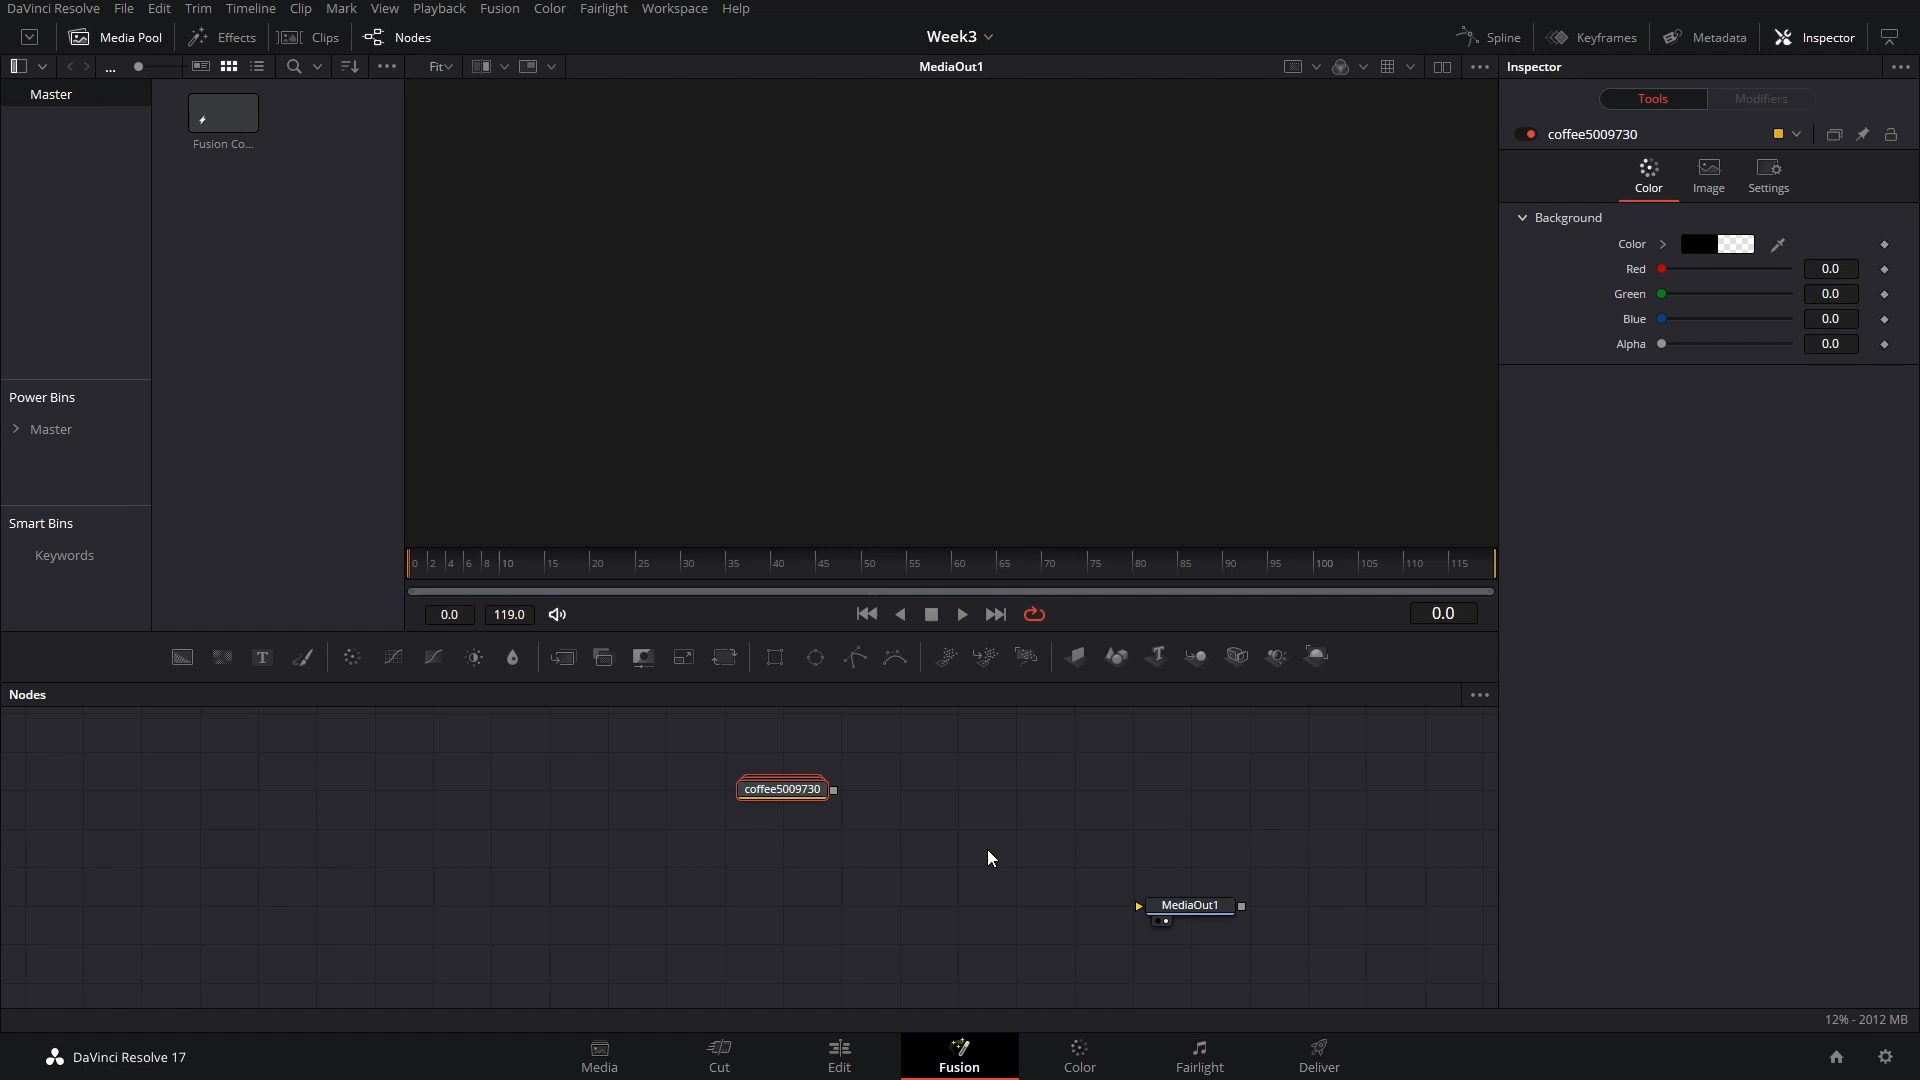 DaVinci Resolve File Edit Trim Timeline Clip Mark View Playback Fusion Color Fairlight Workspace Help
Media Pool Effects Clips Nodes Week3 Spline Keyframes Metadata Inspector
... Fit MediaOut1 Inspector
Master
Fusion Co...
Tools Modifiers
coffee5009730
Color Image Settings
Background
Color
Red 0.0
Green 0.0
Blue 0.0
Alpha 0.0
Power Bins
Master
Smart Bins
Keywords
0 2 4 6 8 10 15 20 25 30 35 40 45 50 55 60 65 70 75 80 85 90 95 100 105 110 115
0.0 119.0 0.0
T
Nodes
coffee5009730
MediaOut1
12% - 2012 MB
DaVinci Resolve 17
Media Cut Edit Fusion Color Fairlight Deliver